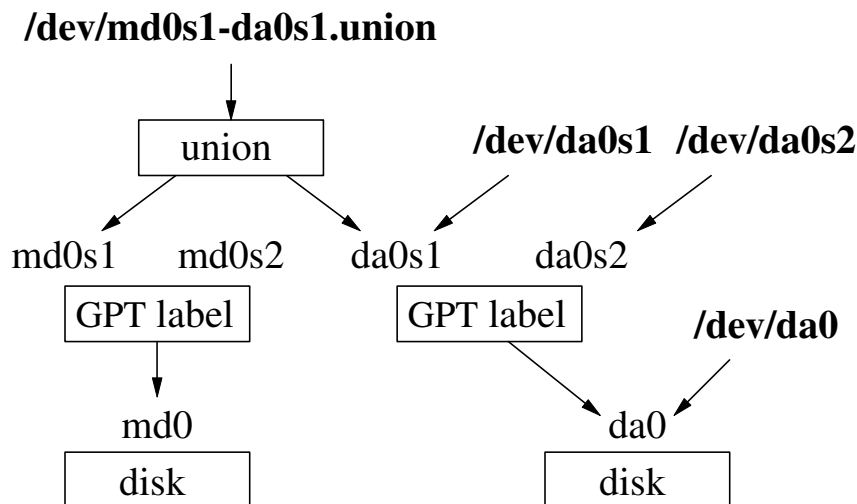 /dev/md0s1-da0s1.union
union
/dev/da0s1 /dev/da0s2
md0s1 md0s2 da0s1 da0s2
GPT label GPT label
/dev/da0
md0 da0
disk disk